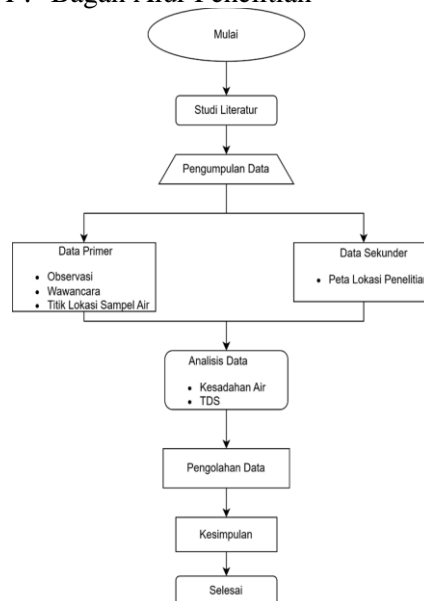 Bagan Alur Penelitian
Mulai
Studi Literatur
Pengumpulan Data
Data Primer
• Observasi
• Wawancara
• Titik Lokasi Sampel Air
Data Sekunder
• Peta Lokasi Penelitian
Analisis Data
• Kesadahan Air
• TDS
Pengolahan Data
Kesimpulan
Selesai